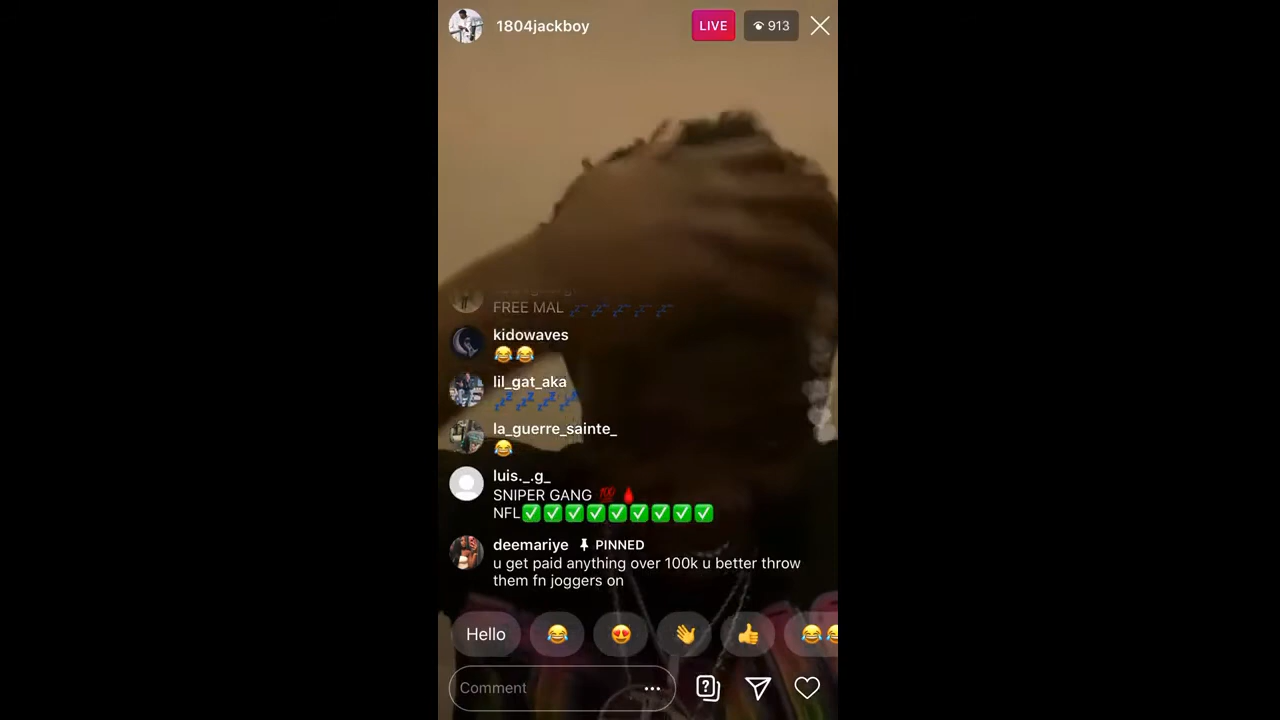 1804jackboy
LIVE
913
FREE MAL 💤💤💤💤💤
kidowaves
😂😂
lil_gat_aka
💤💤💤💤
la_guerre_sainte_
😂
luis._.g_
SNIPER GANG 💯🩸
NFL✅✅✅✅✅✅✅✅✅
deemariye PINNED
u get paid anything over 100k u better throw
them fn joggers on
Hello 😂 😍 👋 👍 😂😂
Comment